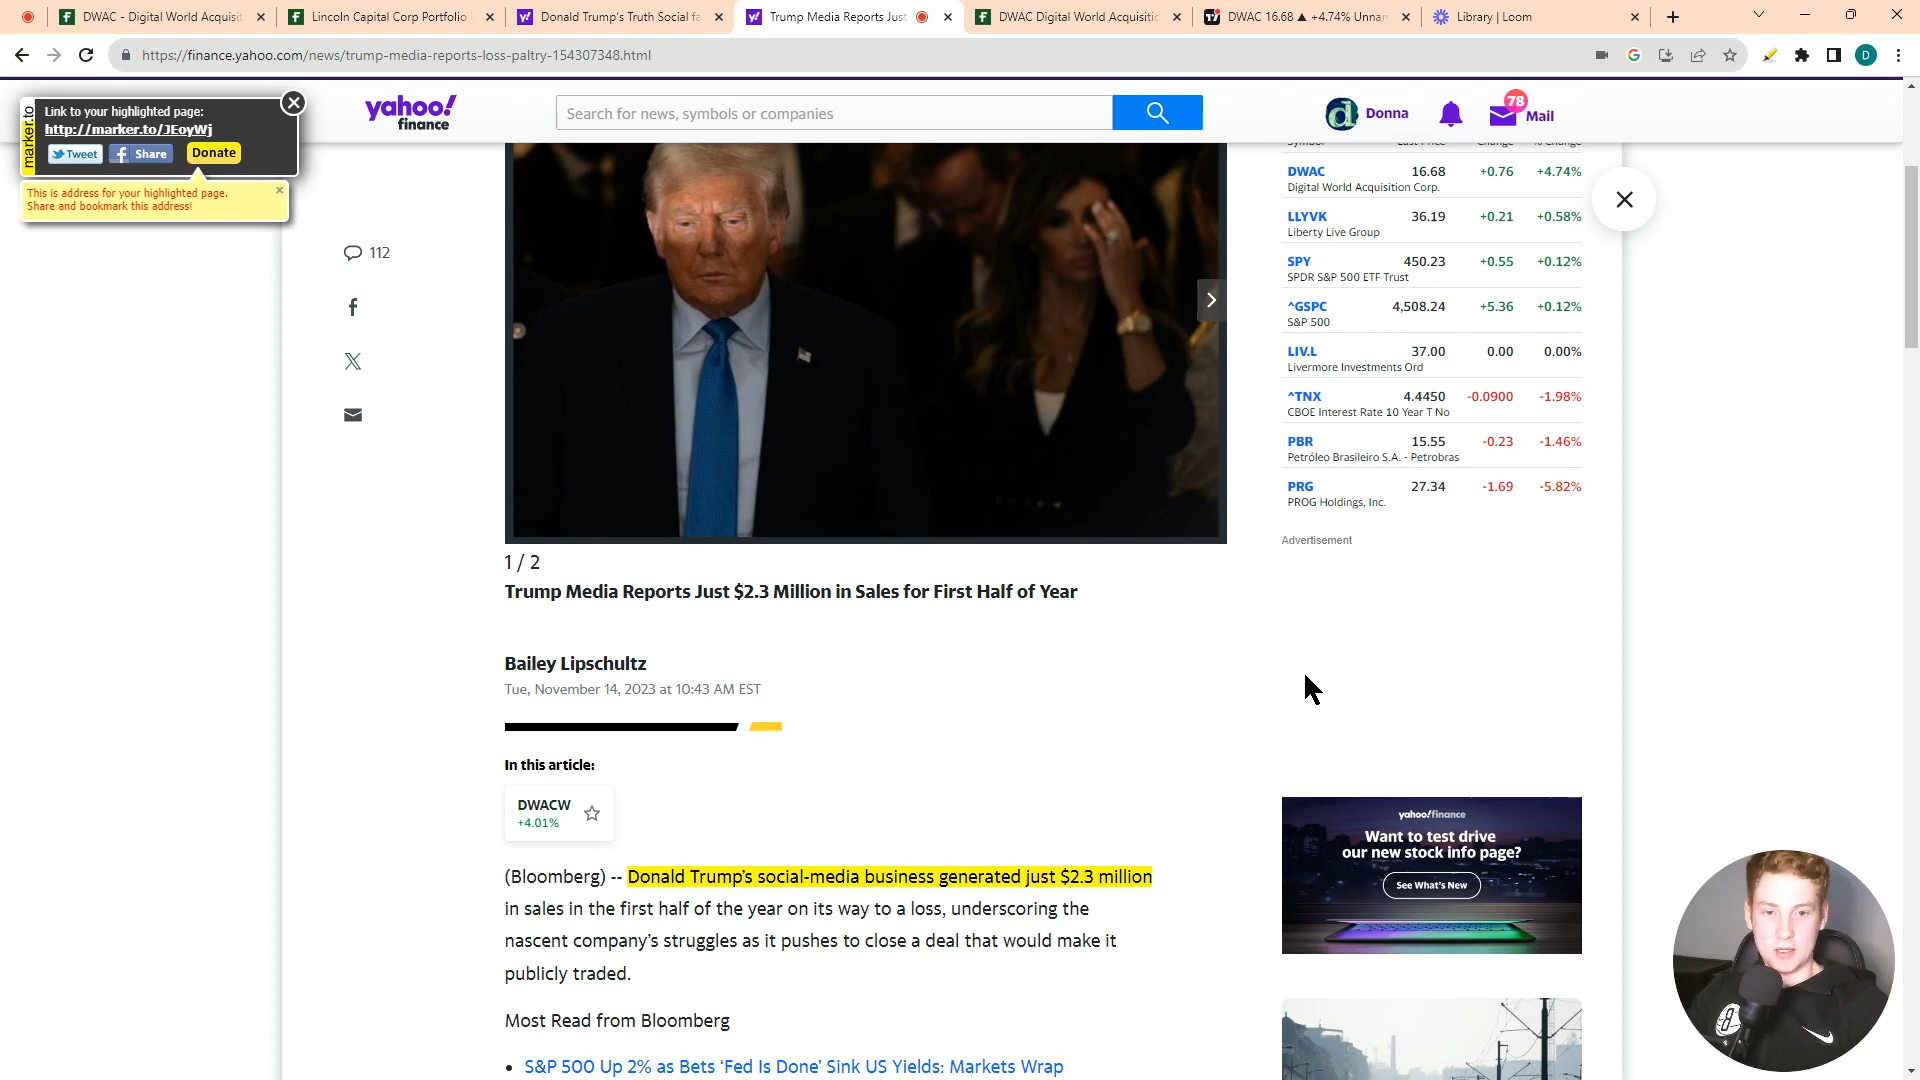 DWAC - Digital World Acquisit
Lincoln Capital Corp Portfolio
Donald Trump's Truth Social fa
Trump Media Reports Just
DWAC Digital World Acquisitio
DWAC 16.68 ▲ +4.74% Unnam
Library | Loom
https://finance.yahoo.com/news/trump-media-reports-loss-paltry-154307348.html
D
marker.to
Link to your highlighted page:
http://marker.to/JEoyWj
Tweet
Share
Donate
This is address for your highlighted page.
Share and bookmark this address!
yahoo!
finance
Search for news, symbols or companies
d
Donna
78
Mail
Symbol Last Price Change % Change
DWAC 16.68 +0.76 +4.74%
Digital World Acquisition Corp.
LLYVK 36.19 +0.21 +0.58%
Liberty Live Group
SPY 450.23 +0.55 +0.12%
SPDR S&P 500 ETF Trust
^GSPC 4,508.24 +5.36 +0.12%
S&P 500
LIV.L 37.00 0.00 0.00%
Livermore Investments Ord
^TNX 4.4450 -0.0900 -1.98%
CBOE Interest Rate 10 Year T No
PBR 15.55 -0.23 -1.46%
Petróleo Brasileiro S.A. - Petrobras
PRG 27.34 -1.69 -5.82%
PROG Holdings, Inc.
Advertisement
112
1 / 2
Trump Media Reports Just $2.3 Million in Sales for First Half of Year
Bailey Lipschultz
Tue, November 14, 2023 at 10:43 AM EST
In this article:
DWACW
+4.01%
(Bloomberg) -- Donald Trump's social-media business generated just $2.3 million
in sales in the first half of the year on its way to a loss, underscoring the
nascent company's struggles as it pushes to close a deal that would make it
publicly traded.
Most Read from Bloomberg
• S&P 500 Up 2% as Bets 'Fed Is Done' Sink US Yields: Markets Wrap
yahoo!finance
Want to test drive
our new stock info page?
See What's New